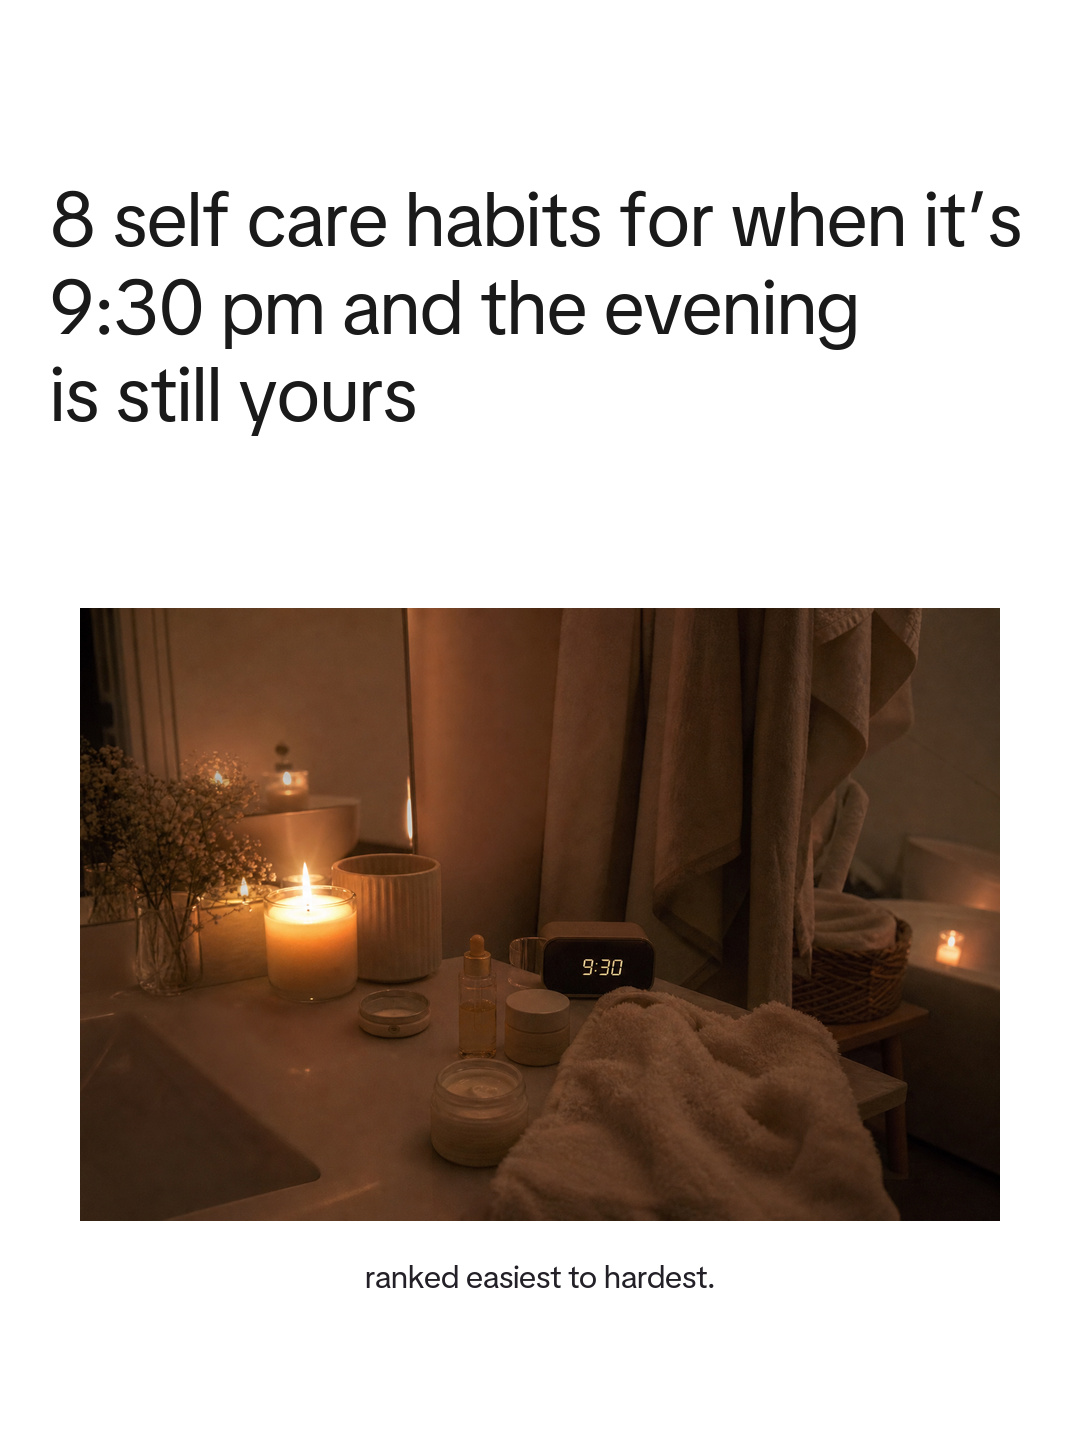 8 self care habits for when it’s
9:30 pm and the evening
is still yours
9:30
ranked easiest to hardest.